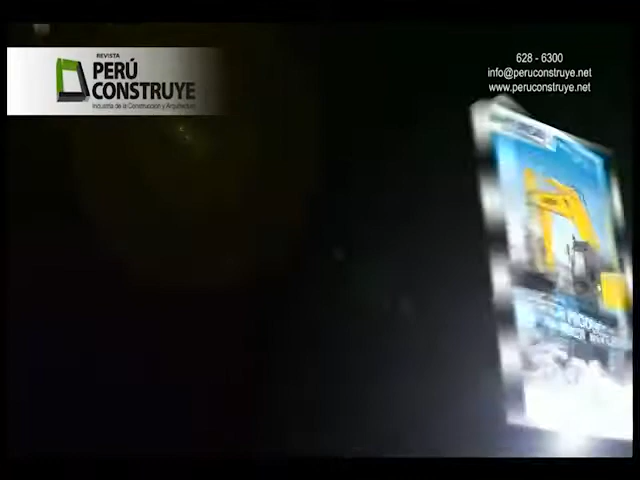 REVISTA
PERÚ
CONSTRUYE
Industria de la Construcción y Arquitectura
628 - 6300
info@peruconstruye.net
www.peruconstruye.net